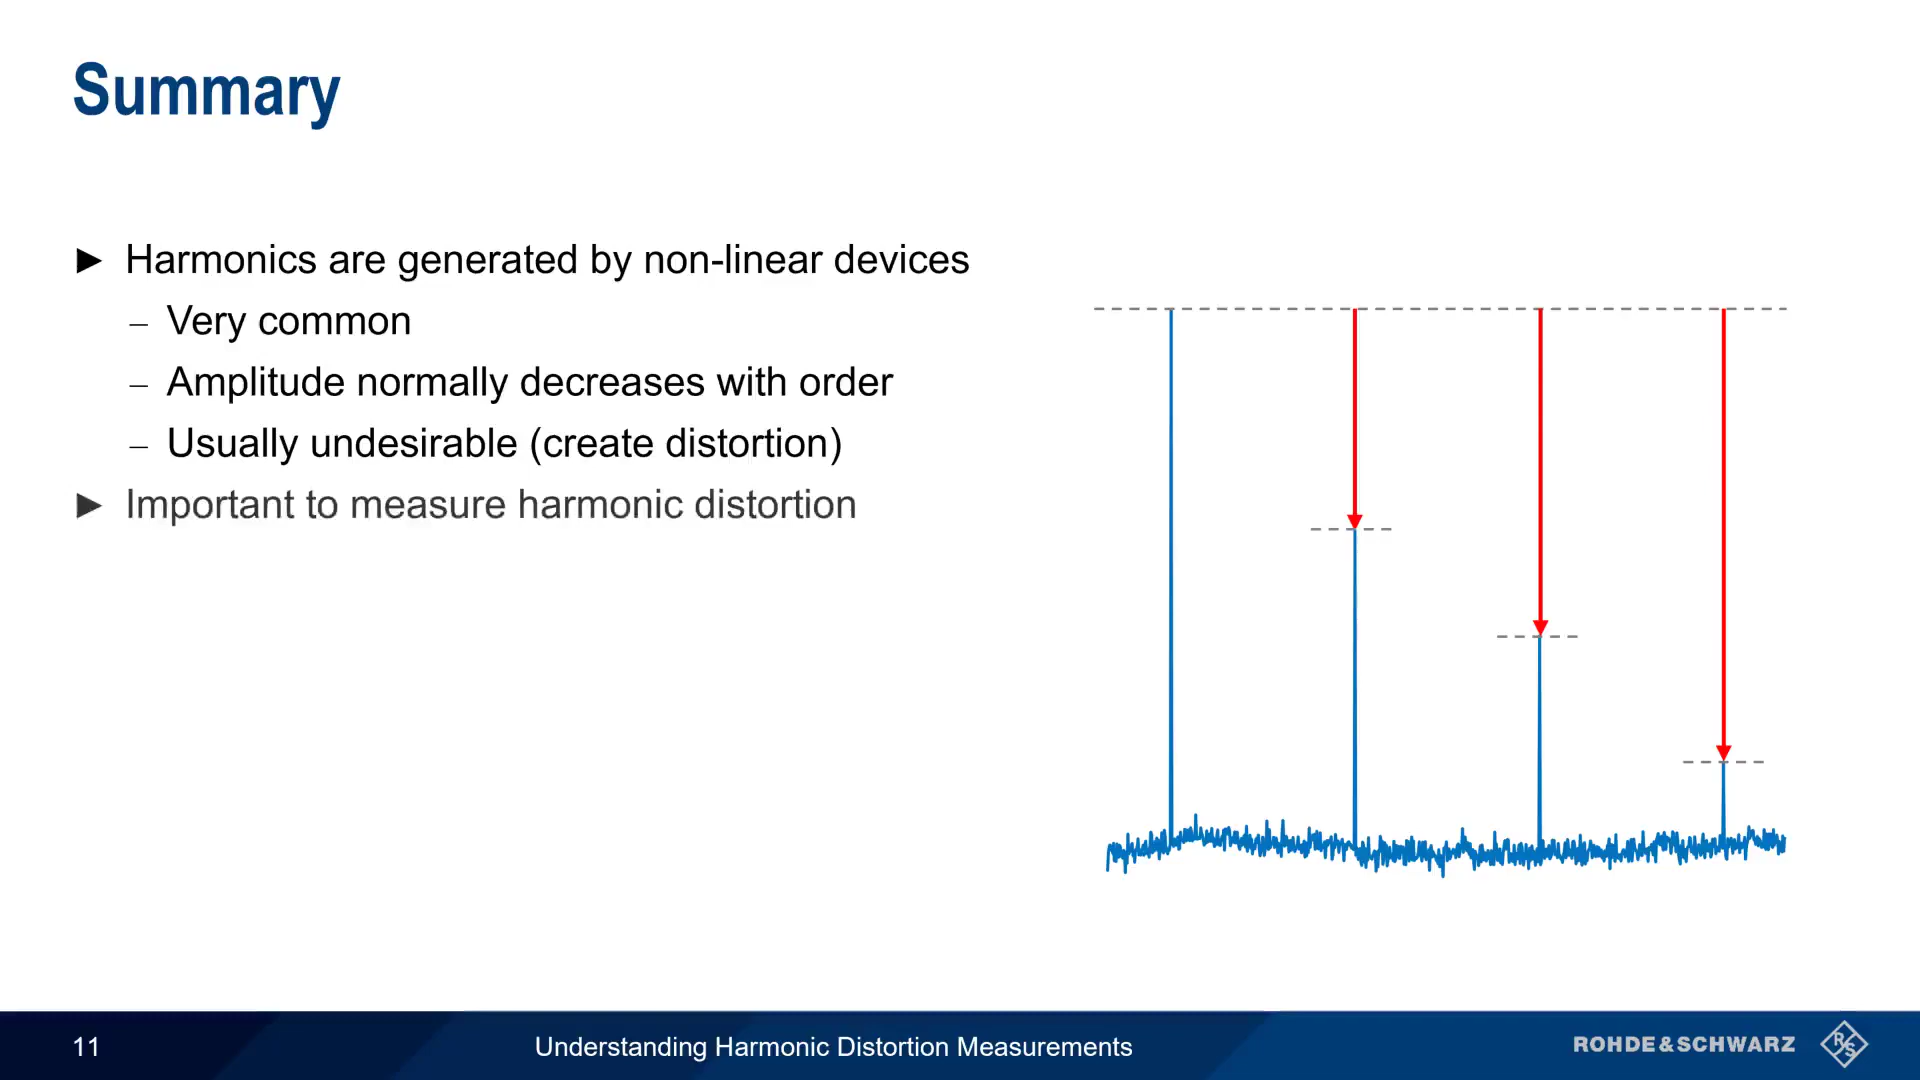 Summary
► Harmonics are generated by non-linear devices
– Very common
– Amplitude normally decreases with order
– Usually undesirable (create distortion)
► Important to measure harmonic distortion
11
Understanding Harmonic Distortion Measurements
ROHDE&SCHWARZ
R&S